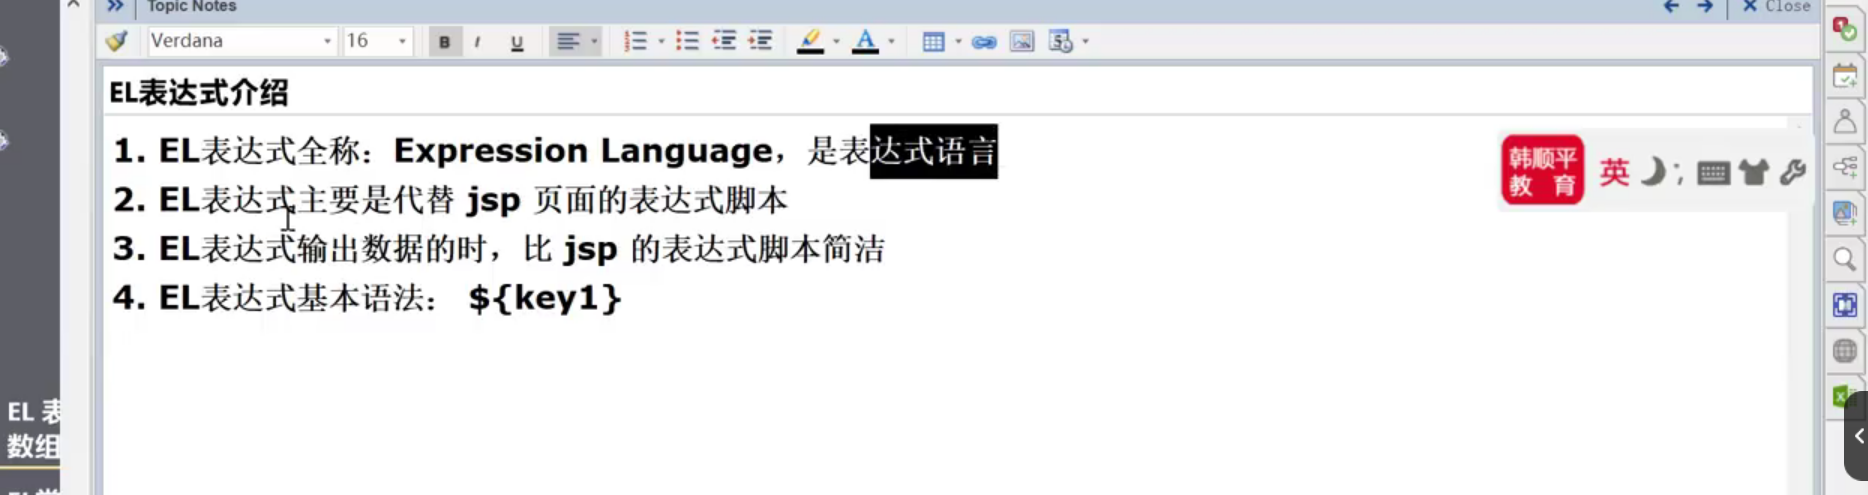 Topic Notes
Close
Verdana
16
B I U
EL表达式介绍
1. EL表达式全称：Expression Language，是表达式语言
2. EL表达式主要是代替 jsp 页面的表达式脚本
3. EL表达式输出数据的时，比 jsp 的表达式脚本简洁
4. EL表达式基本语法： ${key1}
韩顺平
教 育
英
EL 表
数组